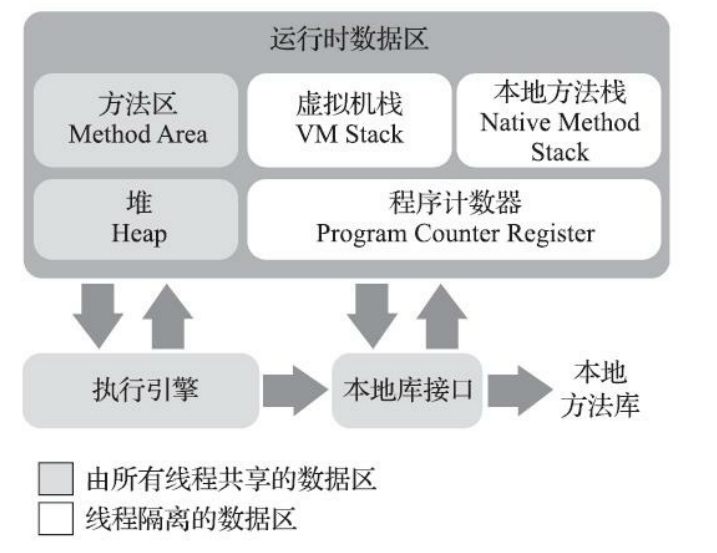 运行时数据区
方法区
Method Area
虚拟机栈
VM Stack
本地方法栈
Native Method
Stack
堆
Heap
程序计数器
Program Counter Register
执行引擎
本地库接口
本地
方法库
由所有线程共享的数据区
线程隔离的数据区